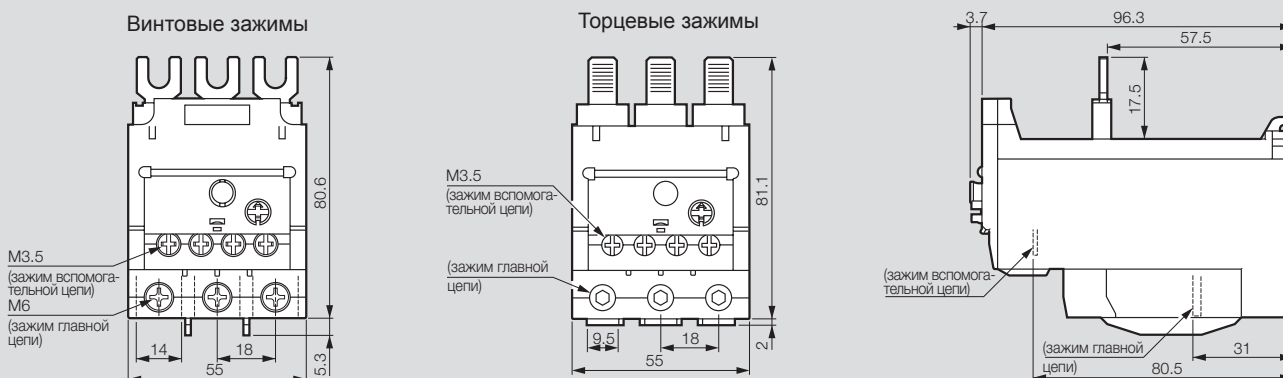 Винтовые зажимы
80.6
M3.5
(зажим вспомога-
тельной цепи)
M6
(зажим главной
цепи)
14
18
5.3
55
Торцевые зажимы
81.1
M3.5
(зажим вспомога-
тельной цепи)
(зажим главной
цепи)
9.5
18
2
55
3.7
96.3
57.5
17.5
(зажим вспомога-
тельной цепи)
(зажим главной
цепи)
31
80.5